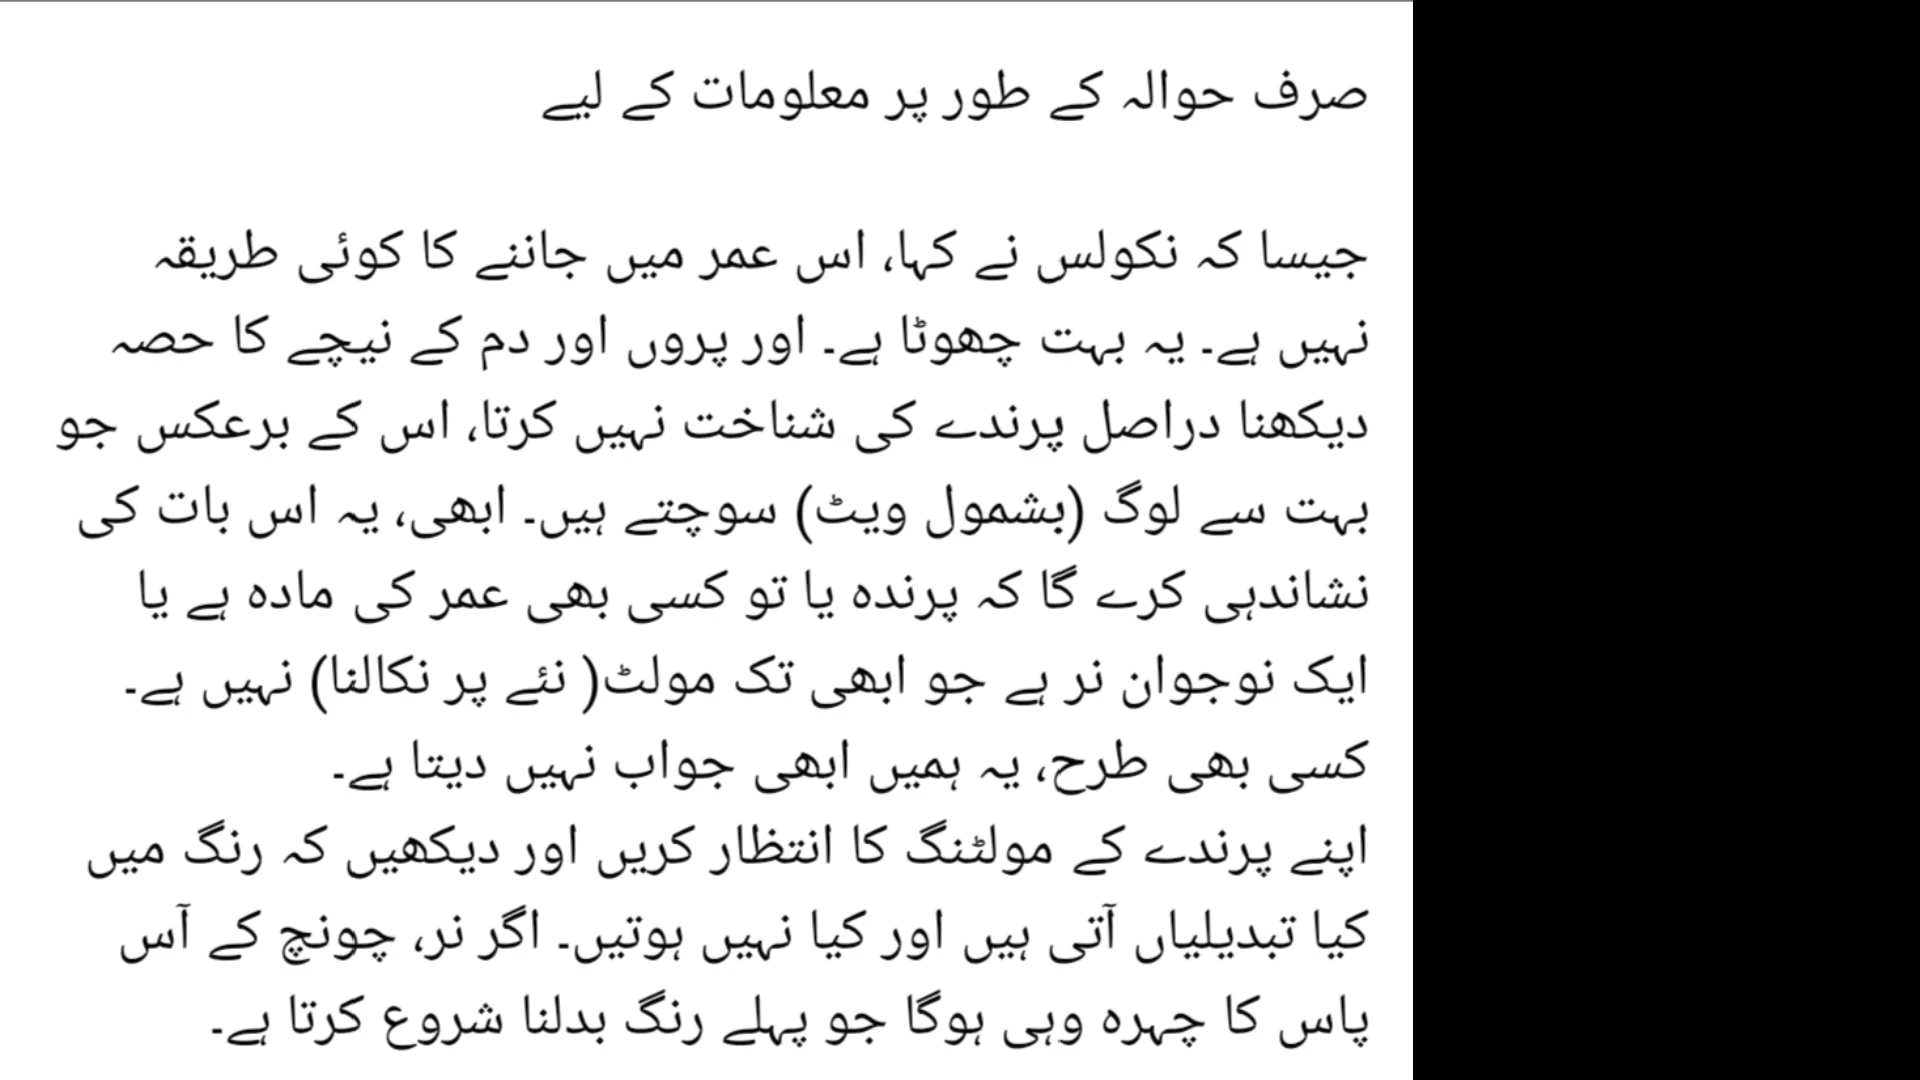 صرف حوالہ کے طور پر معلومات کے لیے
جیسا کہ نکولس نے کہا، اس عمر میں جاننے کا کوئی طریقہ
نہیں ہے۔ یہ بہت چھوٹا ہے۔ اور پروں اور دم کے نیچے کا حصہ
دیکھنا دراصل پرندے کی شناخت نہیں کرتا، اس کے برعکس جو
بہت سے لوگ (بشمول ویٹ) سوچتے ہیں۔ ابھی، یہ اس بات کی
نشاندہی کرے گا کہ پرندہ یا تو کسی بھی عمر کی مادہ ہے یا
ایک نوجوان نر ہے جو ابھی تک مولٹ( نئے پر نکالنا) نہیں ہے۔
کسی بھی طرح، یہ ہمیں ابھی جواب نہیں دیتا ہے۔
اپنے پرندے کے مولٹنگ کا انتظار کریں اور دیکھیں کہ رنگ میں
کیا تبدیلیاں آتی ہیں اور کیا نہیں ہوتیں۔ اگر نر، چونچ کے آس
پاس کا چہرہ وہی ہوگا جو پہلے رنگ بدلنا شروع کرتا ہے۔